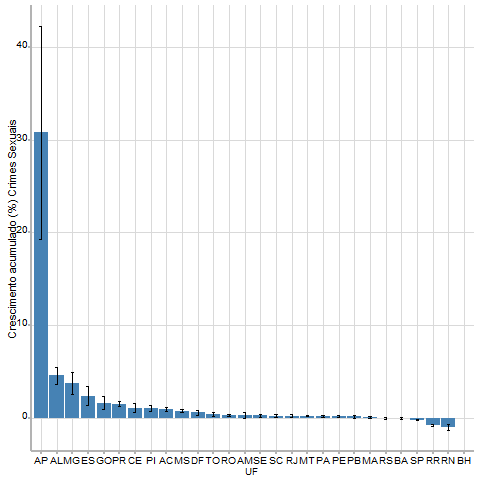 Crescimento acumulado (%) Crimes Sexuais
40
30
20
10
0
AP AL MG ES GO PR CE PI AC MS DF TO RO AM SE SC RJ MT PA PE PB MA RS BA SP RR RN BH
UF